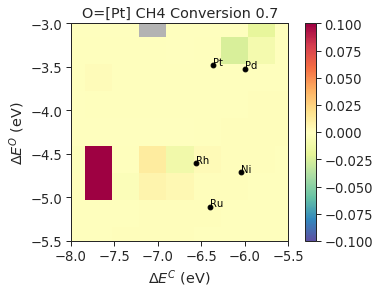 O=[Pt] CH4 Conversion 0.7
−3.0
−3.5
−4.0
−4.5
−5.0
−5.5
ΔE^O (eV)
Pt
Pd
Rh
Ni
Ru
−8.0 −7.5 −7.0 −6.5 −6.0 −5.5
ΔE^C (eV)
0.100
0.075
0.050
0.025
0.000
−0.025
−0.050
−0.075
−0.100